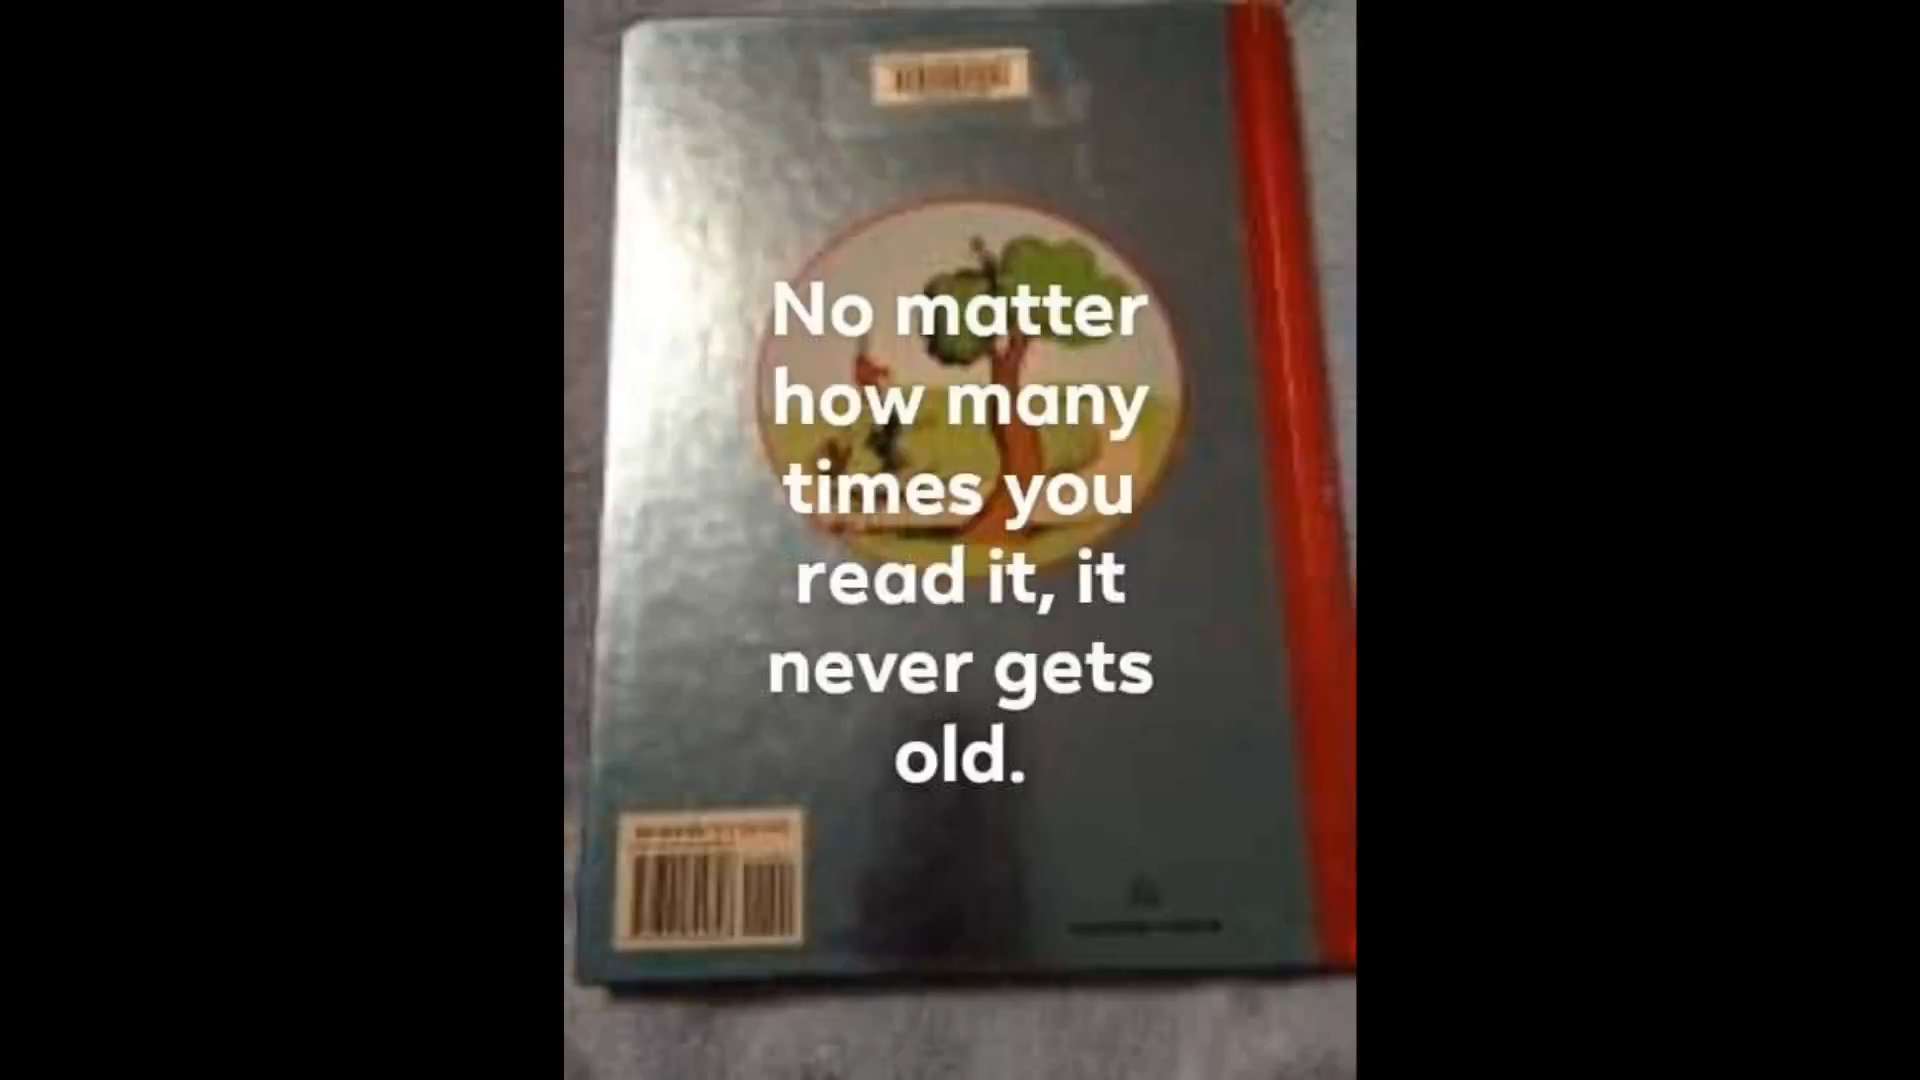 No matter
how many
times you
read it, it
never gets
old.